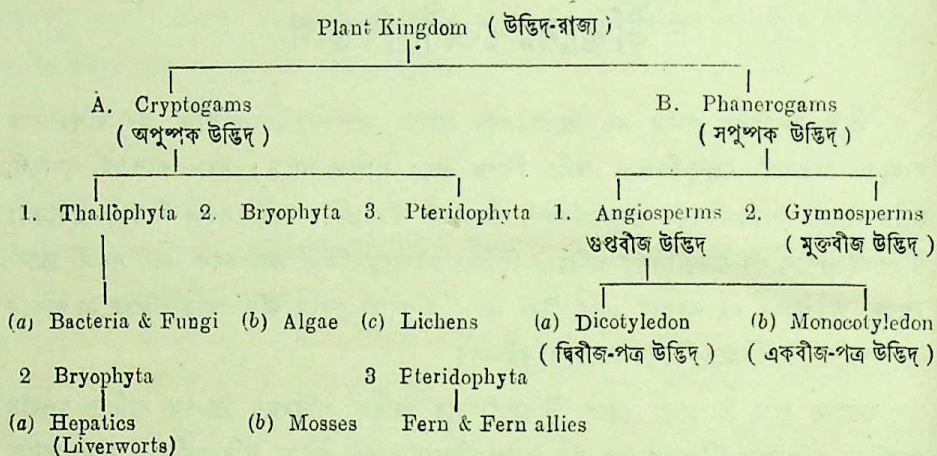 Plant Kingdom ( উদ্ভিদ-রাজ্য )
A. Cryptogams B. Phanerogams
( অপুষ্পক উদ্ভিদ্ ) ( সপুষ্পক উদ্ভিদ্ )
1. Thallophyta 2. Bryophyta 3. Pteridophyta 1. Angiosperms 2. Gymnosperms
গুপ্তবীজ উদ্ভিদ্ ( মুক্তবীজ উদ্ভিদ্ )
(a) Bacteria & Fungi (b) Algae (c) Lichens (a) Dicotyledon (b) Monocotyledon
( দ্বিবীজ-পত্র উদ্ভিদ্ ) ( একবীজ-পত্র উদ্ভিদ্ )
2 Bryophyta 3 Pteridophyta
(a) Hepatics (b) Mosses Fern & Fern allies
(Liverworts)